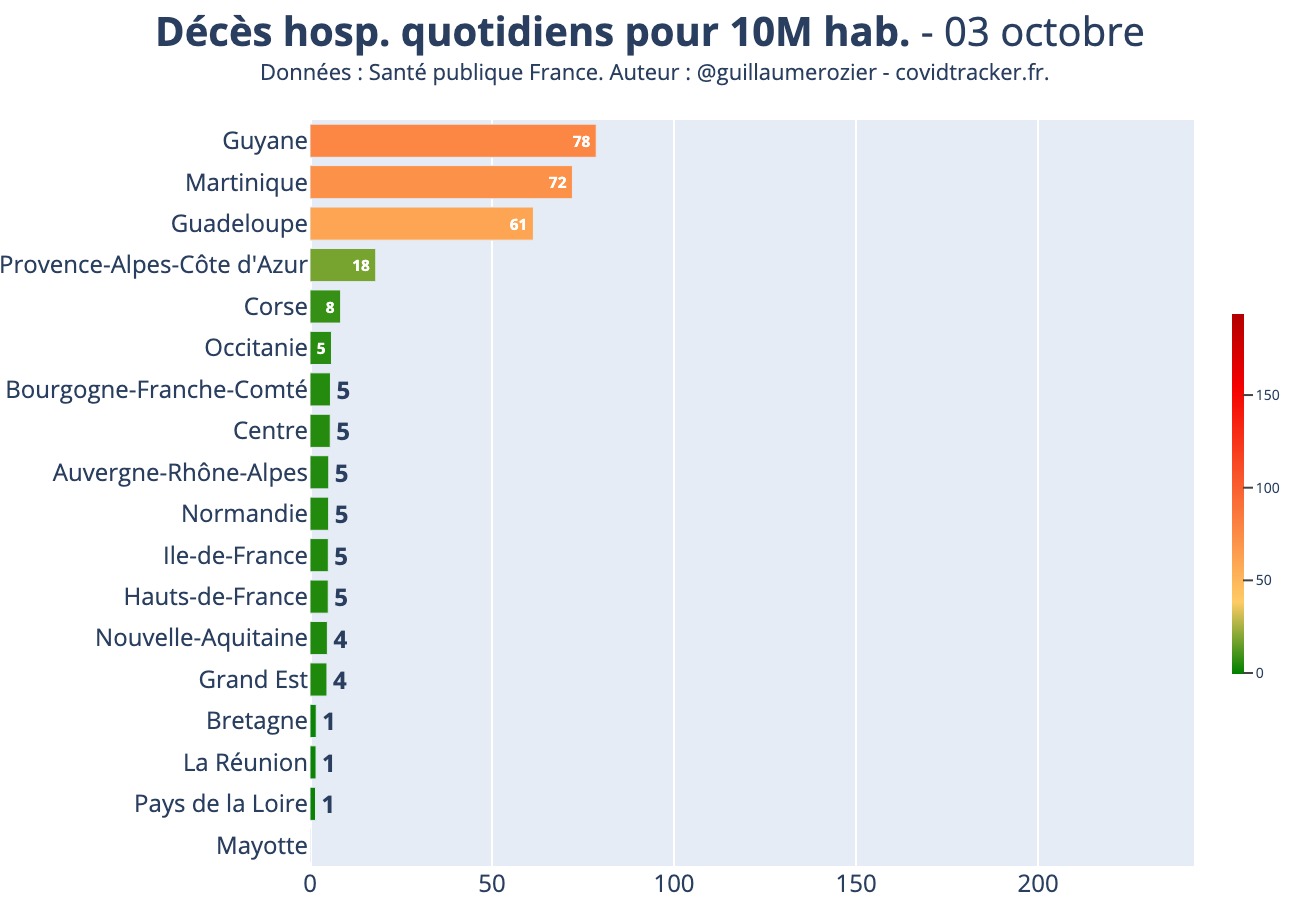 Décès hosp. quotidiens pour 10M hab. - 03 octobre
Données : Santé publique France. Auteur : @guillaumerozier - covidtracker.fr.
Guyane 78
Martinique 72
Guadeloupe 61
Provence-Alpes-Côte d'Azur 18
Corse 8
Occitanie 5
Bourgogne-Franche-Comté 5
Centre 5
Auvergne-Rhône-Alpes 5
Normandie 5
Ile-de-France 5
Hauts-de-France 5
Nouvelle-Aquitaine 4
Grand Est 4
Bretagne 1
La Réunion 1
Pays de la Loire 1
Mayotte
0 50 100 150 200
150
100
50
0